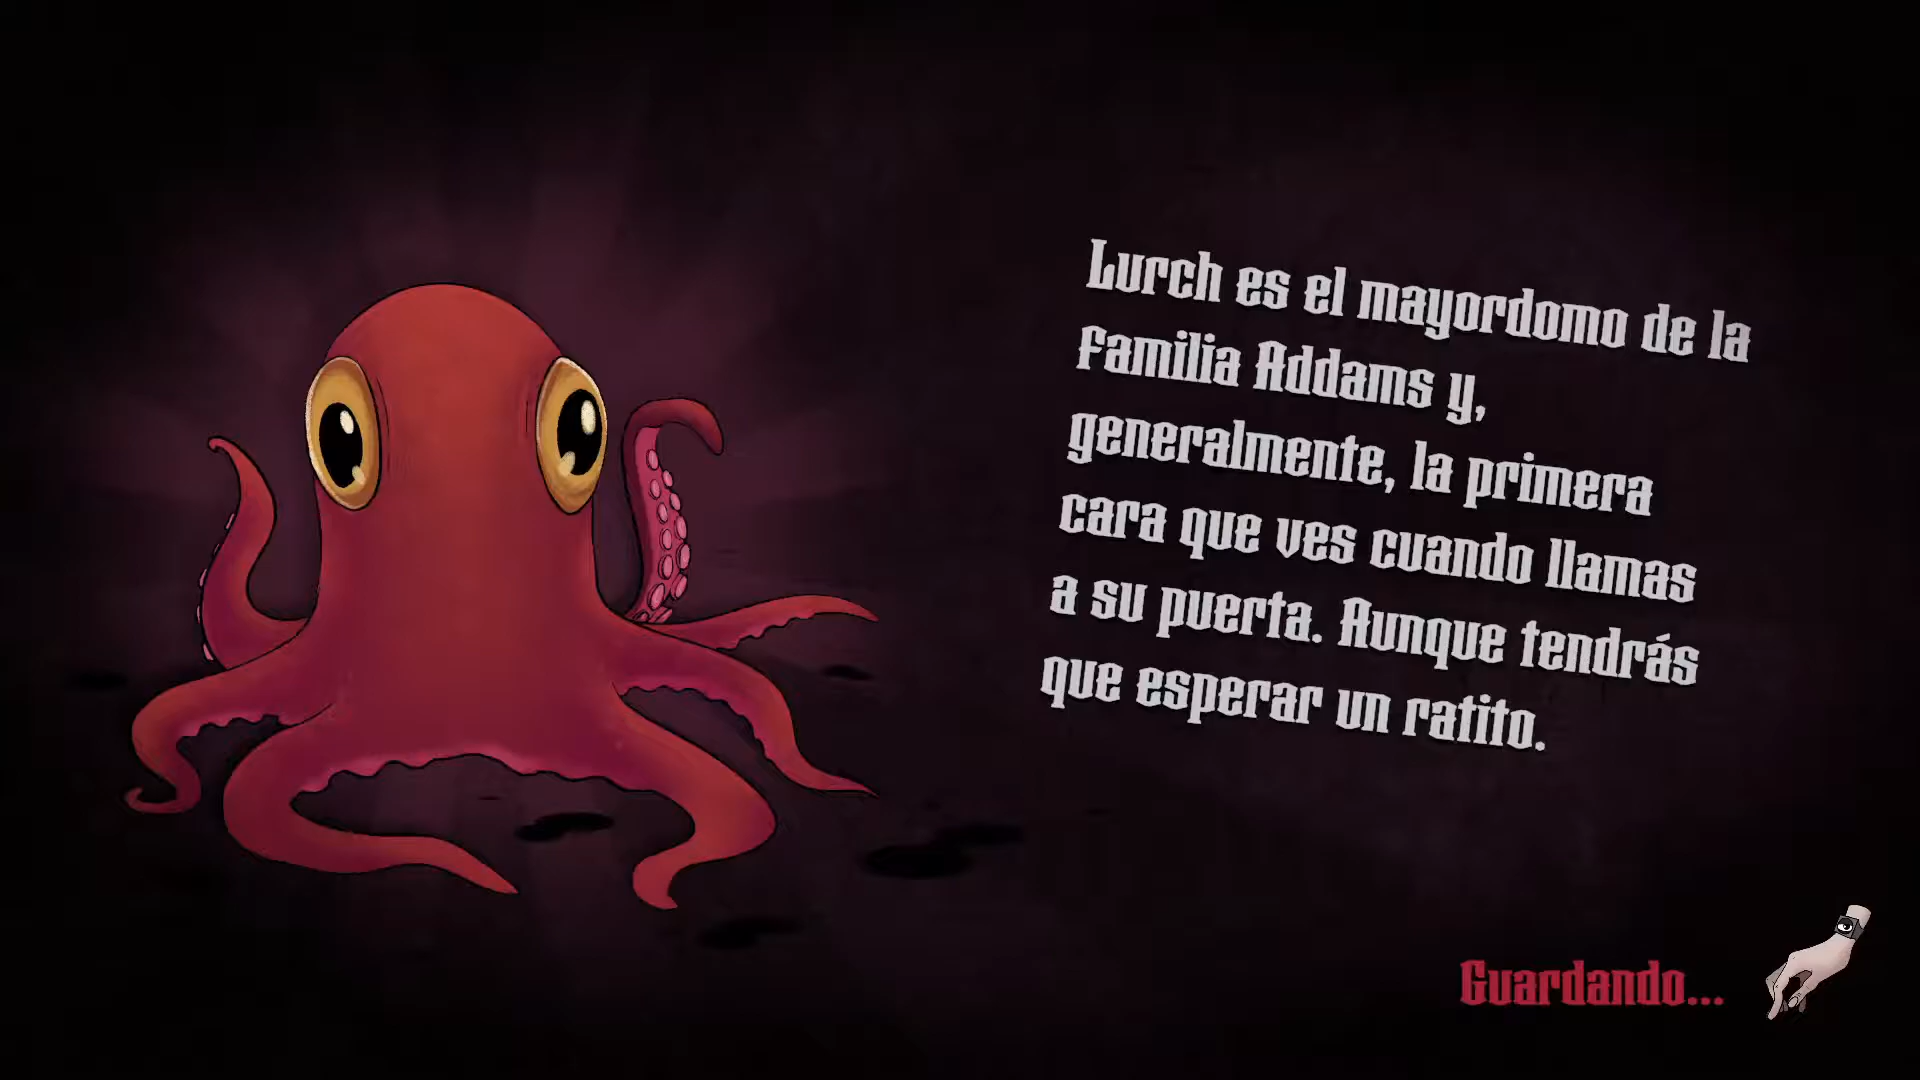 Lurch es el mayordomo de la
familia Addams y,
generalmente, la primera
cara que ves cuando llamas
a su puerta. Aunque tendrás
que esperar un ratito.
Guardando...